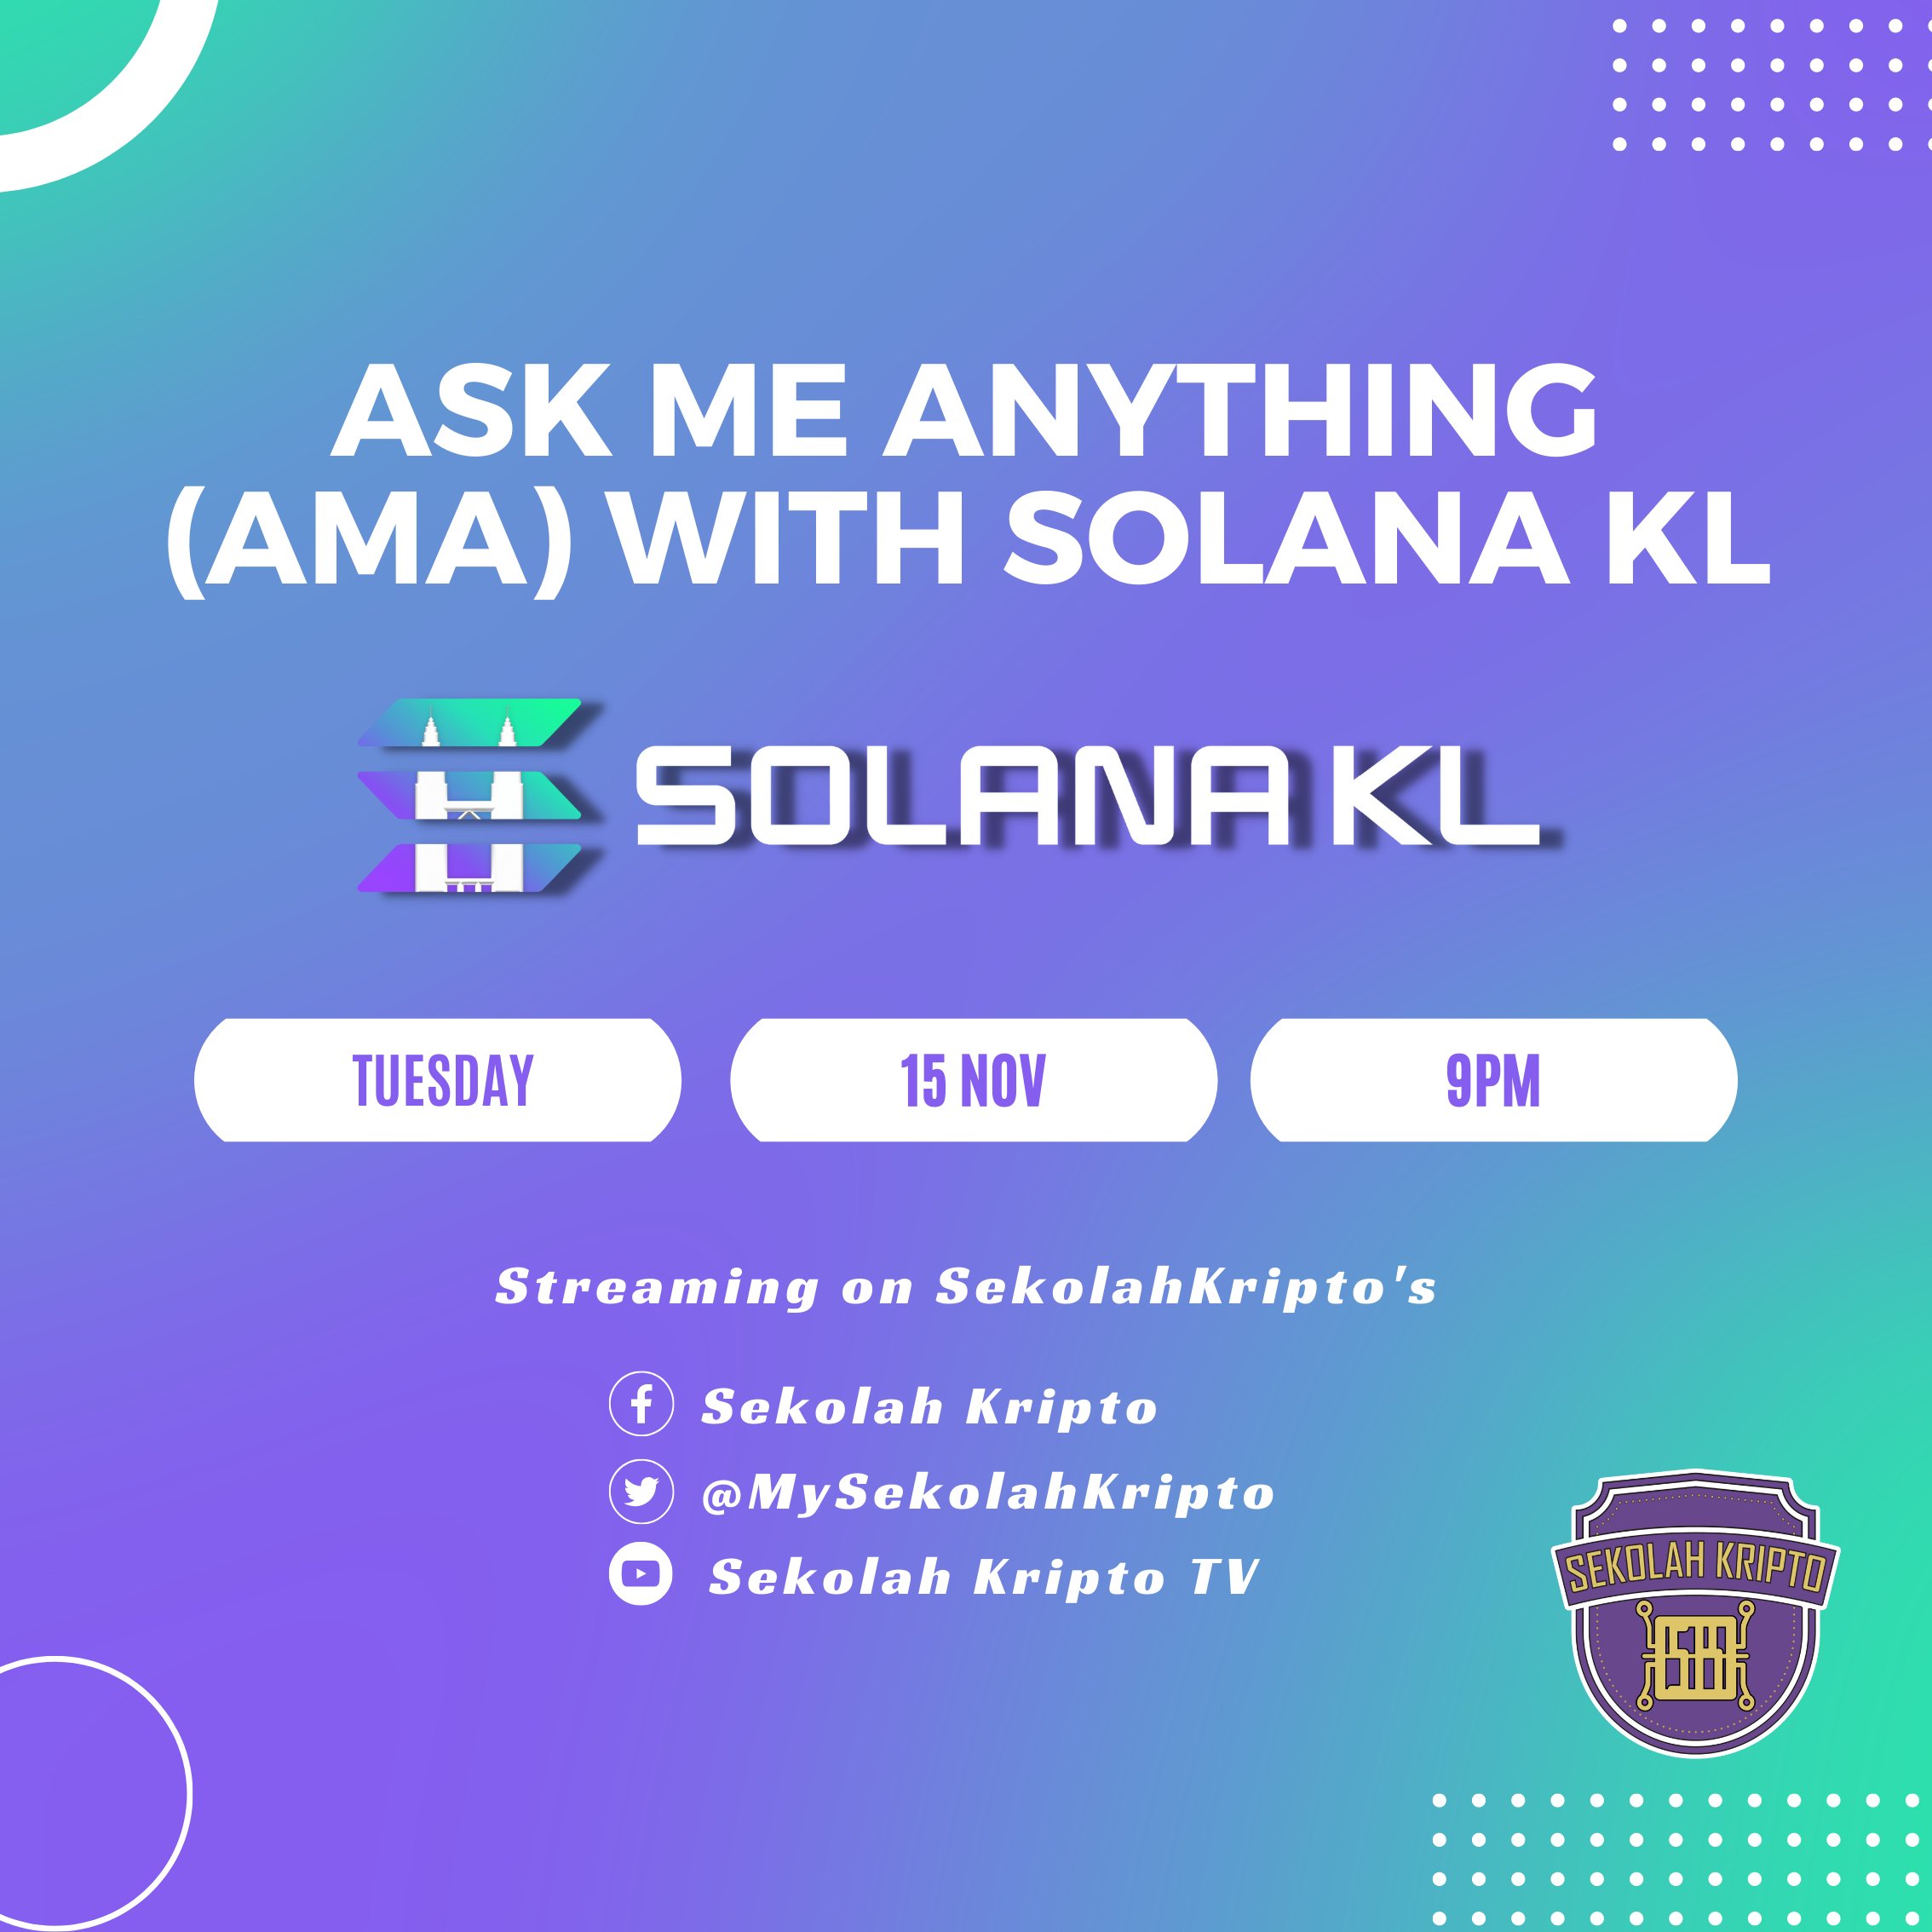 ASK ME ANYTHING
(AMA) WITH SOLANA KL
SOLANA KL
TUESDAY
15 NOV
9PM
Streaming on SekolahKripto's
Sekolah Kripto
@MySekolahKripto
Sekolah Kripto TV
SEKOLAH KRIPTO